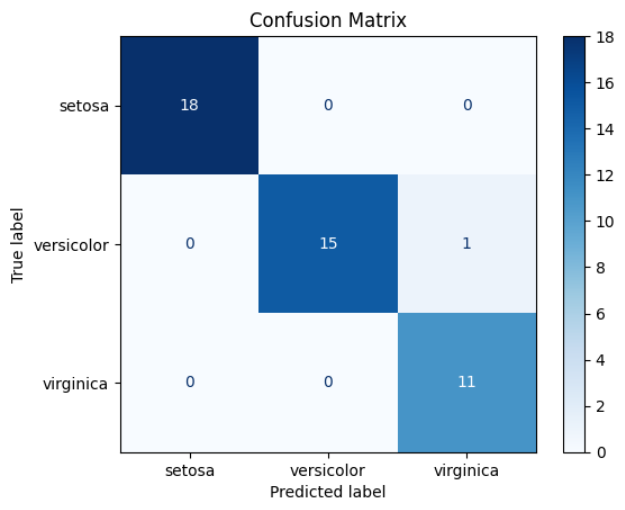 Confusion Matrix
True label
setosa 18 0 0
versicolor 0 15 1
virginica 0 0 11
setosa versicolor virginica
Predicted label
18
16
14
12
10
8
6
4
2
0